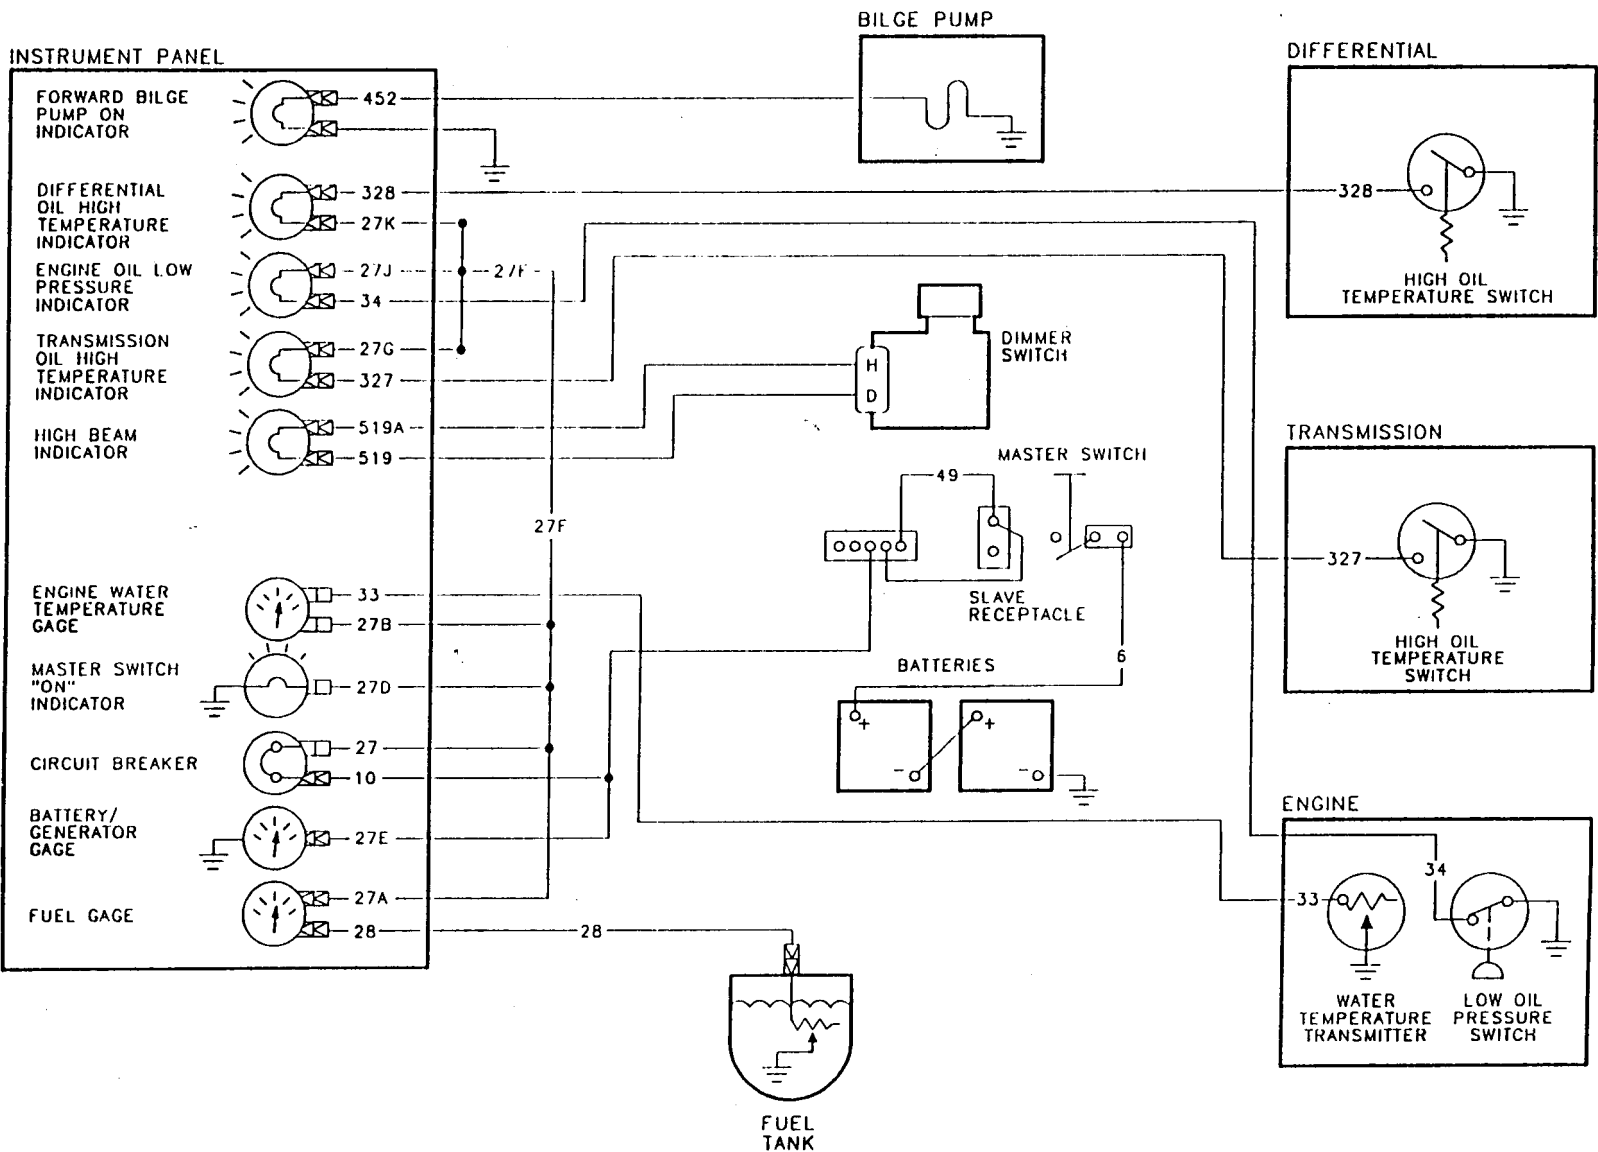 BILGE PUMP
INSTRUMENT PANEL
DIFFERENTIAL
FORWARD BILGE
PUMP ON
INDICATOR
452
DIFFERENTIAL
OIL HIGH
TEMPERATURE
INDICATOR
328
27K
328
ENGINE OIL LOW
PRESSURE
INDICATOR
27J
27F
34
HIGH OIL
TEMPERATURE SWITCH
TRANSMISSION
OIL HIGH
TEMPERATURE
INDICATOR
27G
327
DIMMER
SWITCH
H
D
HIGH BEAM
INDICATOR
519A
519
TRANSMISSION
MASTER SWITCH
49
27F
327
SLAVE
RECEPTACLE
ENGINE WATER
TEMPERATURE
GAGE
33
27B
HIGH OIL
TEMPERATURE
SWITCH
MASTER SWITCH
"ON"
INDICATOR
27D
BATTERIES
6
+
+
-
-
CIRCUIT BREAKER
27
10
BATTERY/
GENERATOR
GAGE
27E
ENGINE
34
33
FUEL GAGE
27A
28
28
WATER
TEMPERATURE
TRANSMITTER
LOW OIL
PRESSURE
SWITCH
FUEL
TANK